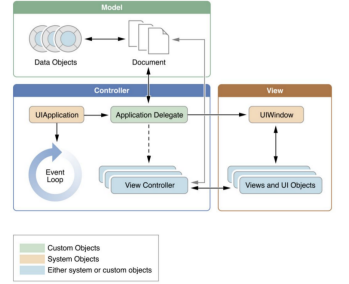 Model
Data Objects
Document
Controller
View
UIApplication
Application Delegate
UIWindow
Event
Loop
View Controller
Views and UI Objects
Custom Objects
System Objects
Either system or custom objects